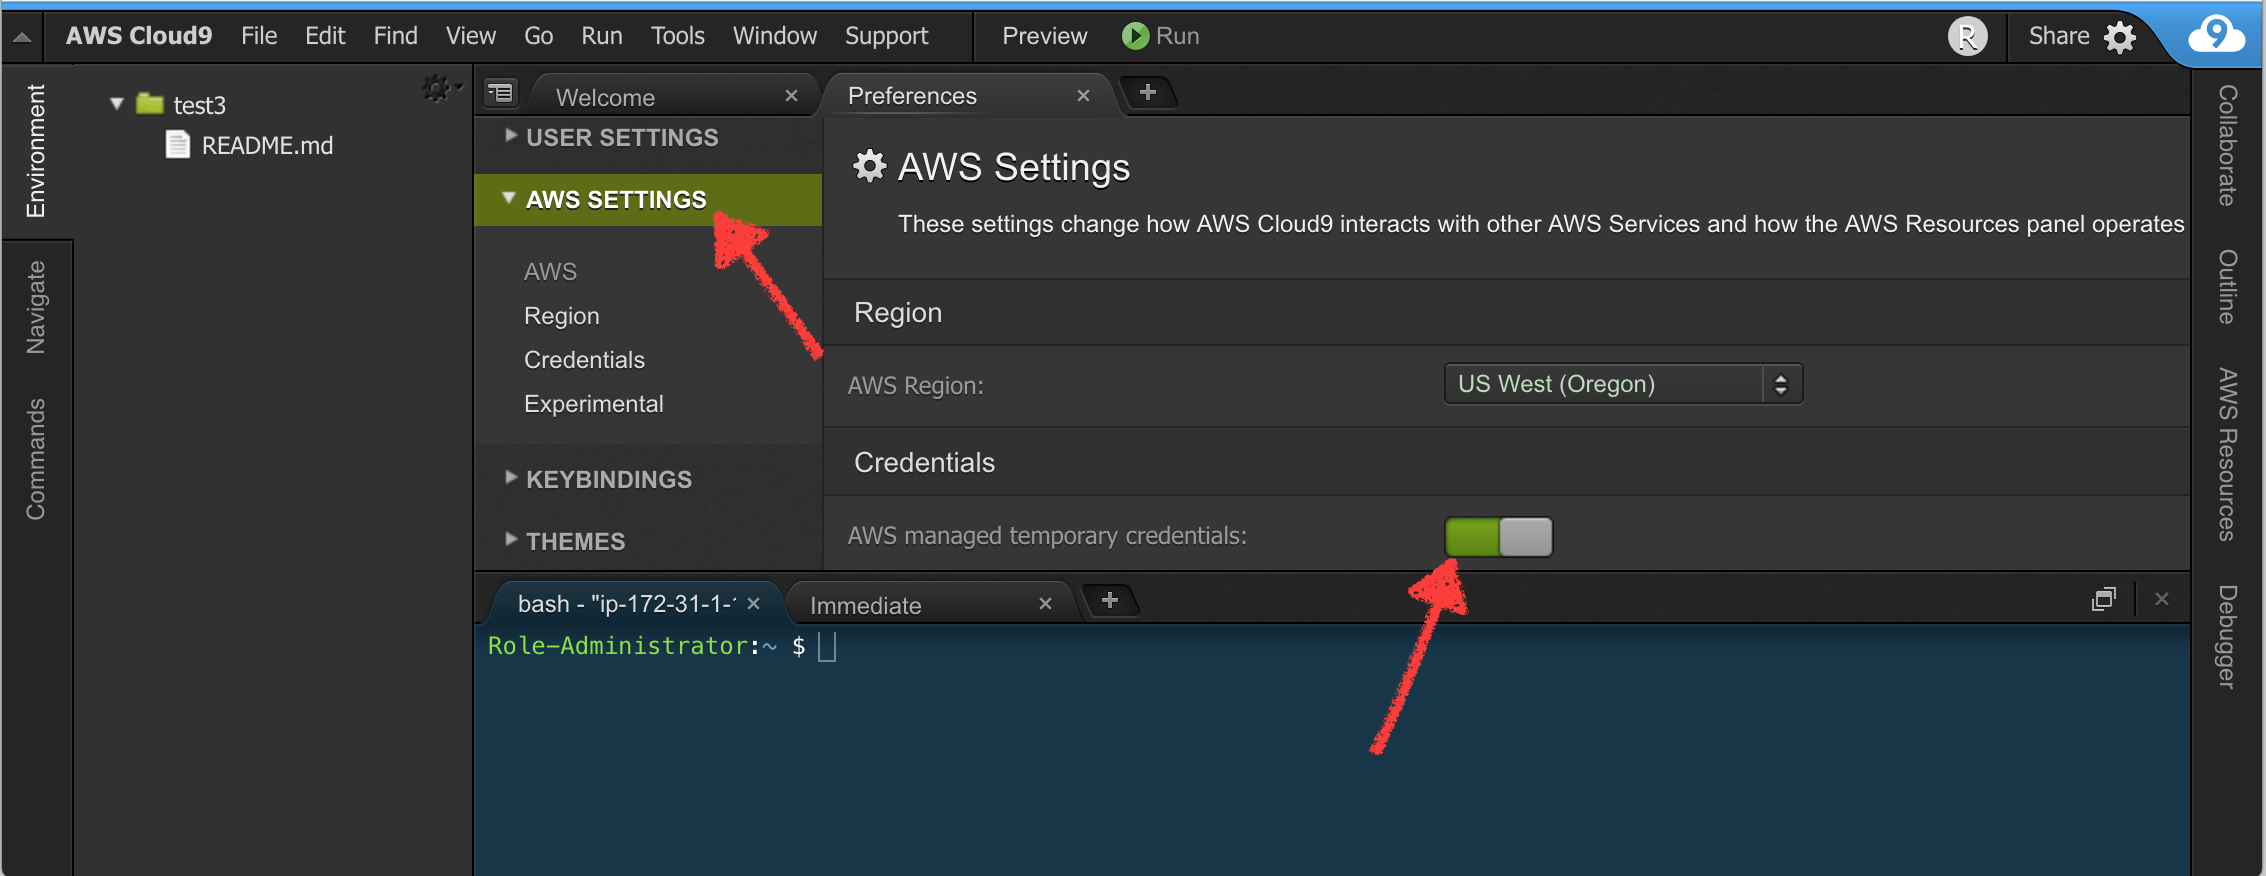 AWS Cloud9 File Edit Find View Go Run Tools Window Support Preview Run R Share 9
Environment
Navigate
Commands
test3
README.md
Welcome
Preferences
USER SETTINGS
AWS SETTINGS
AWS
Region
Credentials
Experimental
KEYBINDINGS
THEMES
AWS Settings
These settings change how AWS Cloud9 interacts with other AWS Services and how the AWS Resources panel operates
Region
AWS Region: US West (Oregon)
Credentials
AWS managed temporary credentials:
bash - "ip-172-31-1-
Immediate
Role-Administrator:~ $
Collaborate
Outline
AWS Resources
Debugger